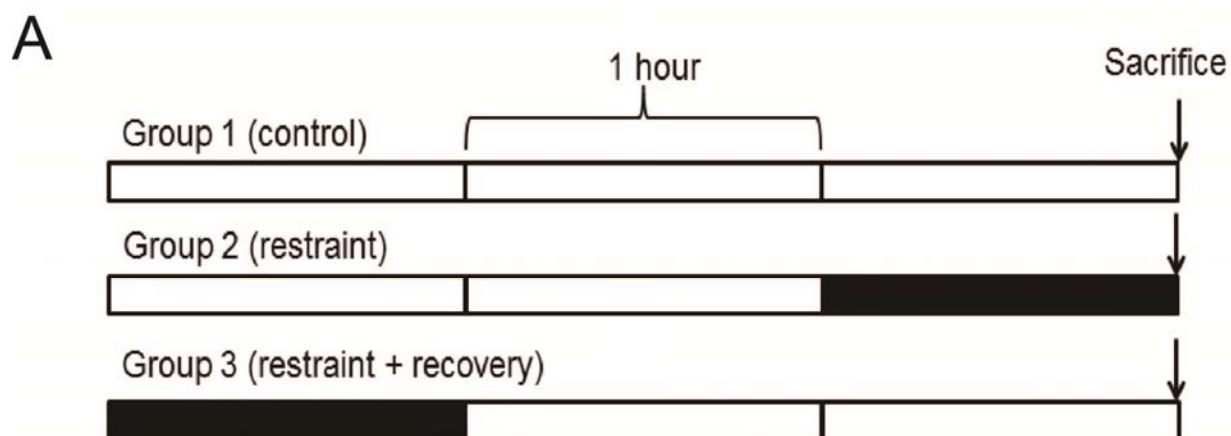 A
1 hour
Sacrifice
Group 1 (control)
Group 2 (restraint)
Group 3 (restraint + recovery)